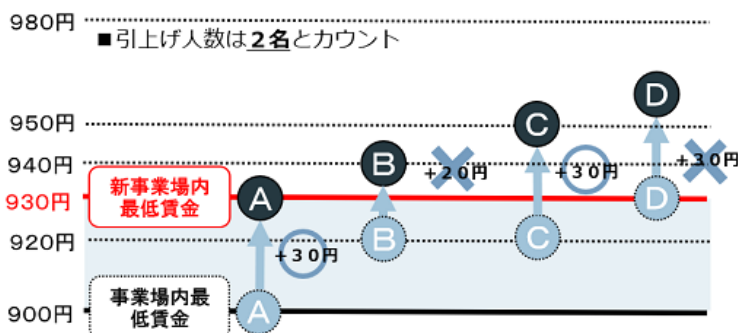 980円
■引上げ人数は2名とカウント
950円
940円
930円
920円
900円
新事業場内
最低賃金
事業場内最
低賃金
A
A
+30円
B
B
+20円
C
C
+30円
D
D
+30円